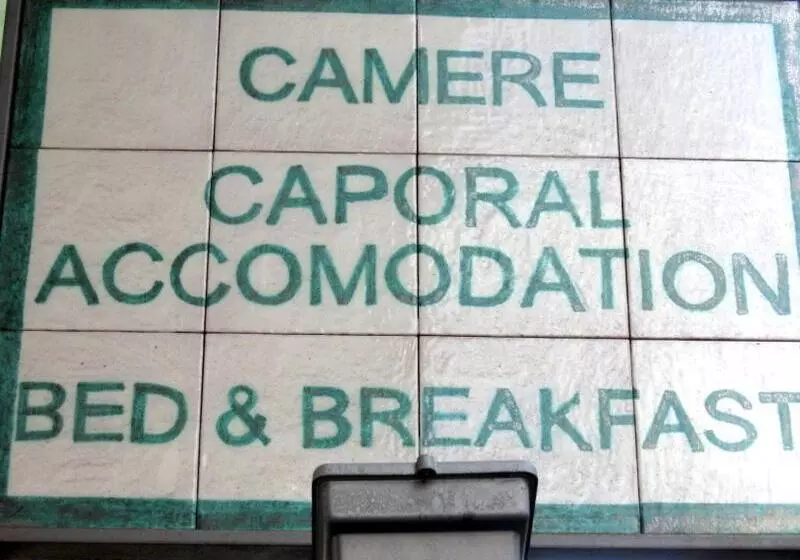 CAMERE
CAPORAL
ACCOMODATION
BED & BREAKFAST